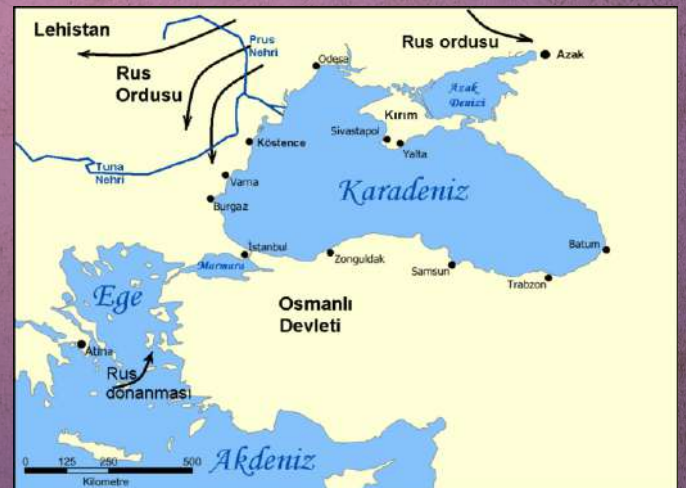 Lehistan
Prus
Nehri
Rus
Ordusu
Odesa
Rus ordusu
Azak
Azak
Denizi
Kırım
Sivastapol
Yalta
Köstence
Tuna
Nehri
Varna
Burgaz
Karadeniz
İstanbul
Marmara
Zonguldak
Samsun
Trabzon
Batum
Ege
Osmanlı
Devleti
Atina
Rus
donanması
Akdeniz
0 125 250 500
Kilometre